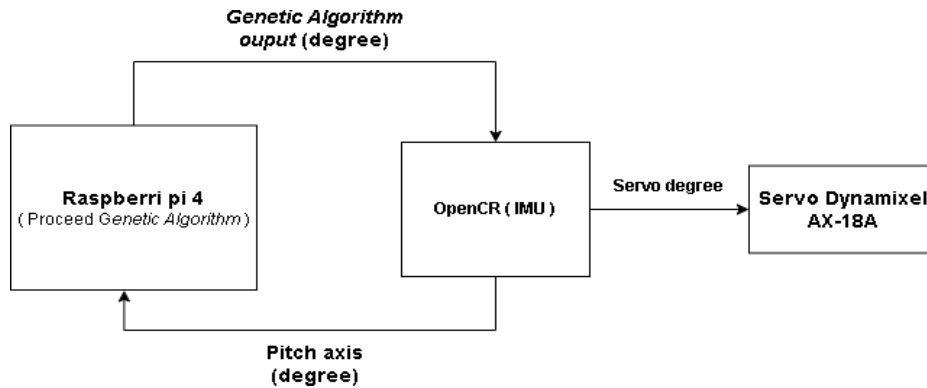 Genetic Algorithm
ouput (degree)
Raspberri pi 4
( Proceed Genetic Algorithm )
OpenCR ( IMU )
Servo degree
Servo Dynamixel
AX-18A
Pitch axis
(degree)